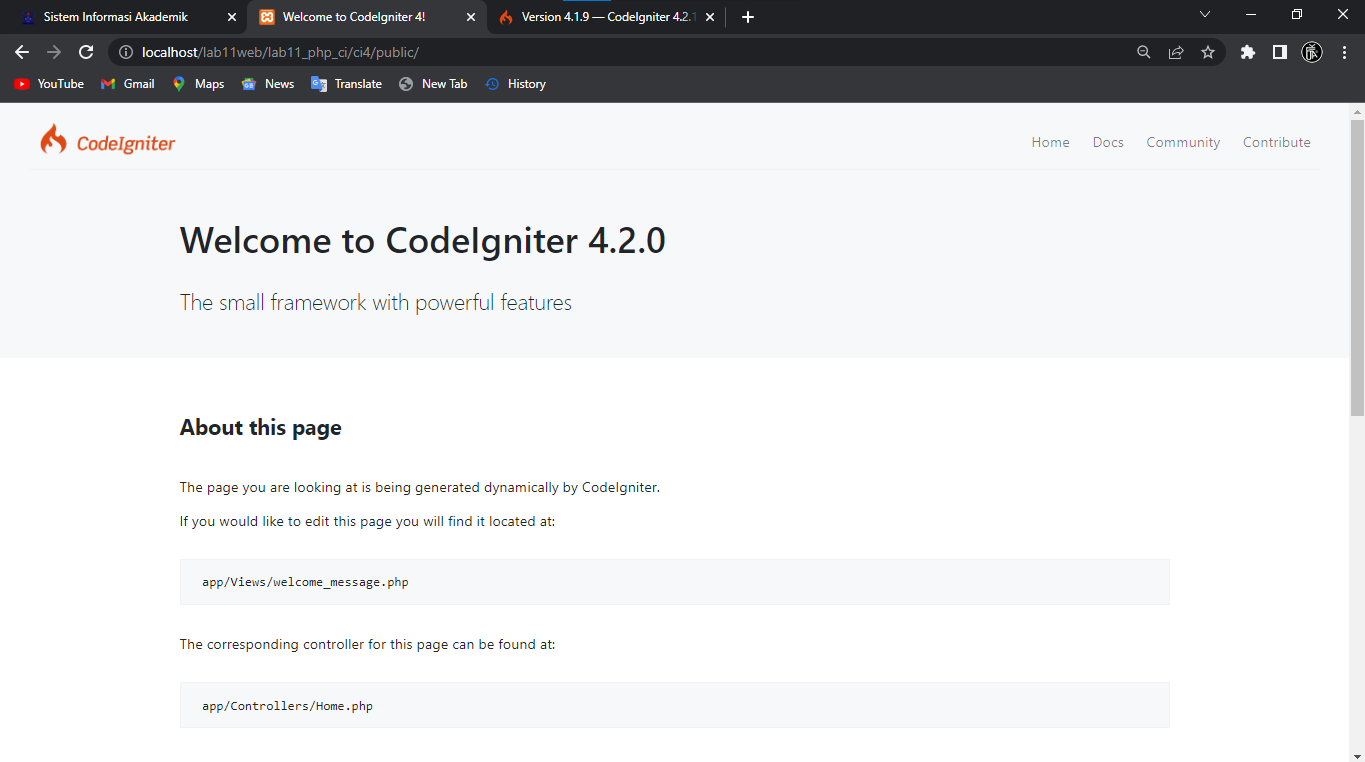 Sistem Informasi Akademik
Welcome to CodeIgniter 4!
Version 4.1.9 — CodeIgniter 4.2.1
localhost/lab11web/lab11_php_ci/ci4/public/
YouTube Gmail Maps News Translate New Tab History
CodeIgniter
Home Docs Community Contribute
Welcome to CodeIgniter 4.2.0
The small framework with powerful features
About this page
The page you are looking at is being generated dynamically by CodeIgniter.
If you would like to edit this page you will find it located at:
app/Views/welcome_message.php
The corresponding controller for this page can be found at:
app/Controllers/Home.php